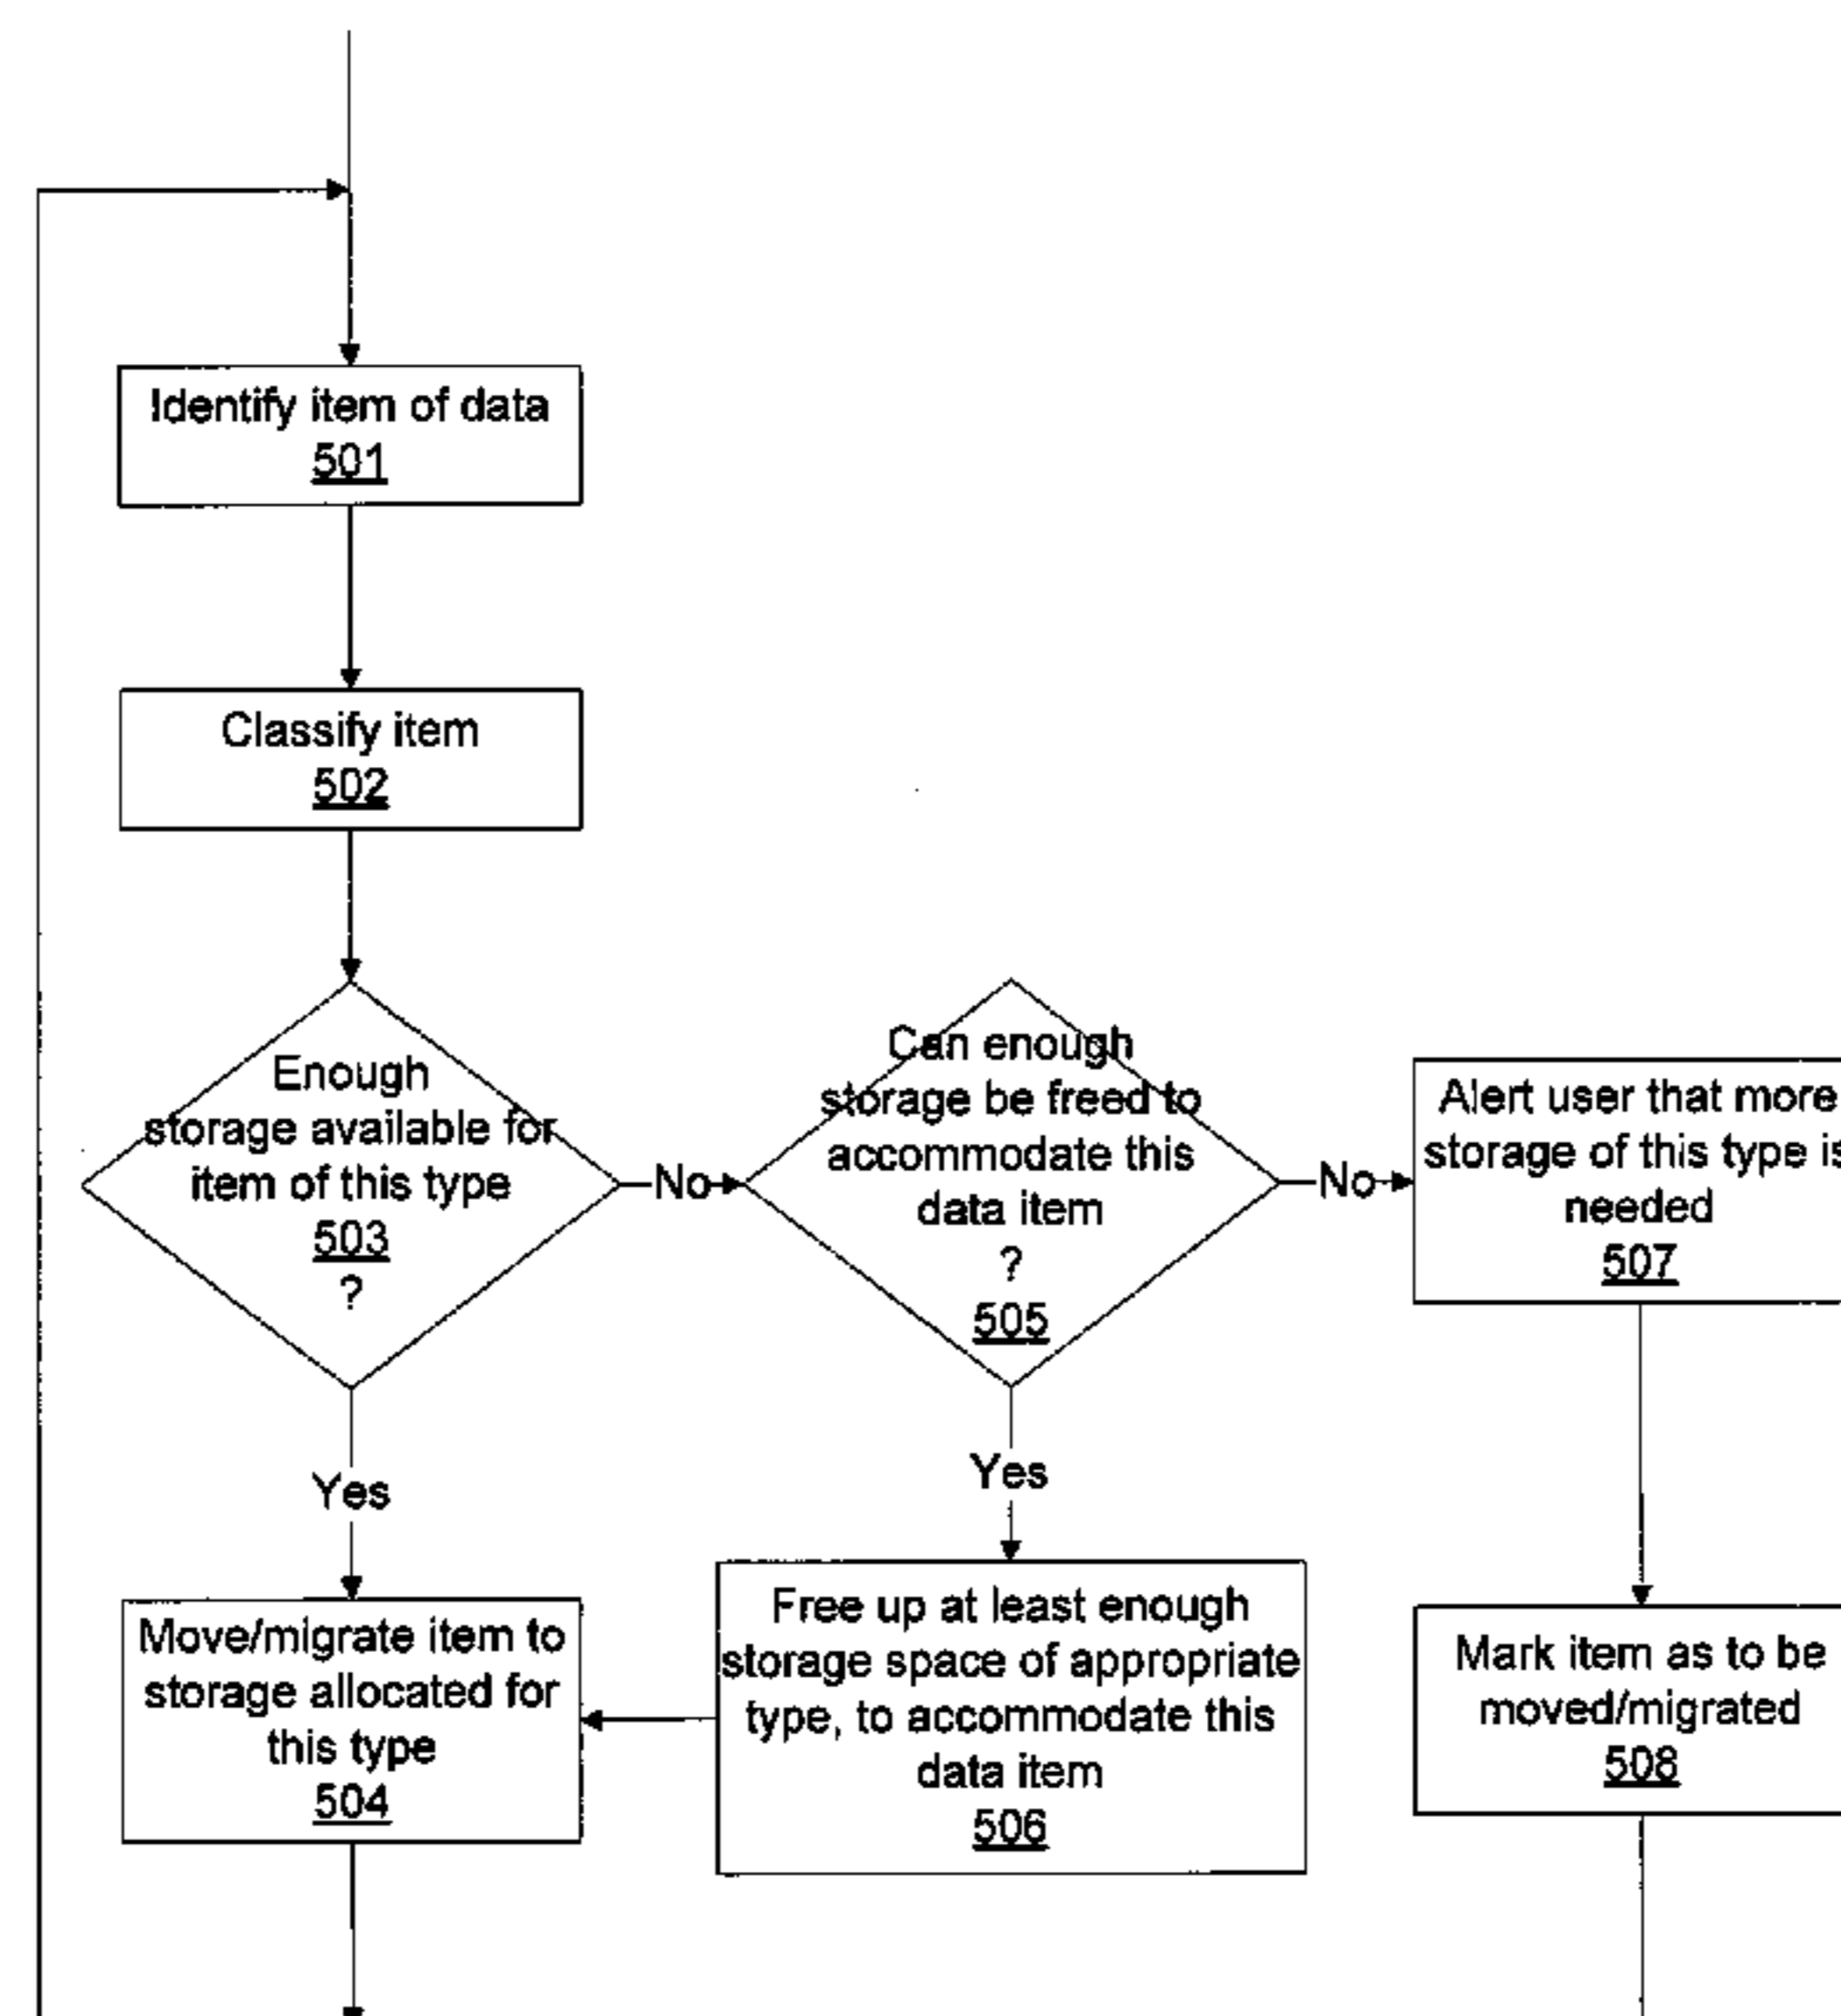 Identify item of data
501
Classify item
502
Enough
storage available for
item of this type
503
?
No
Can enough
storage be freed to
accommodate this
data item
?
505
No
Alert user that more
storage of this type is
needed
507
Yes
Yes
Move/migrate item to
storage allocated for
this type
504
Free up at least enough
storage space of appropriate
type, to accommodate this
data item
506
Mark item as to be
moved/migrated
508